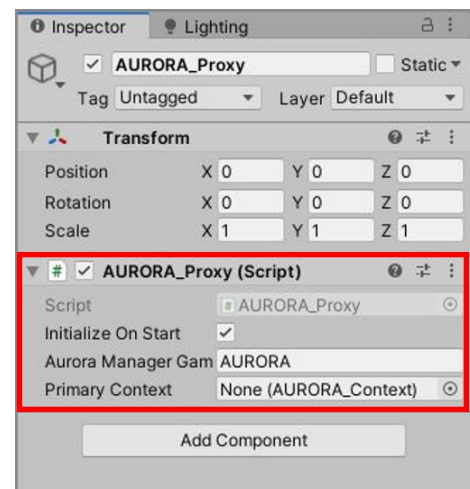 Inspector Lighting
AURORA_Proxy Static
Tag Untagged Layer Default
Transform
Position X 0 Y 0 Z 0
Rotation X 0 Y 0 Z 0
Scale X 1 Y 1 Z 1
# AURORA_Proxy (Script)
Script # AURORA_Proxy
Initialize On Start
Aurora Manager Gam AURORA
Primary Context None (AURORA_Context)
Add Component